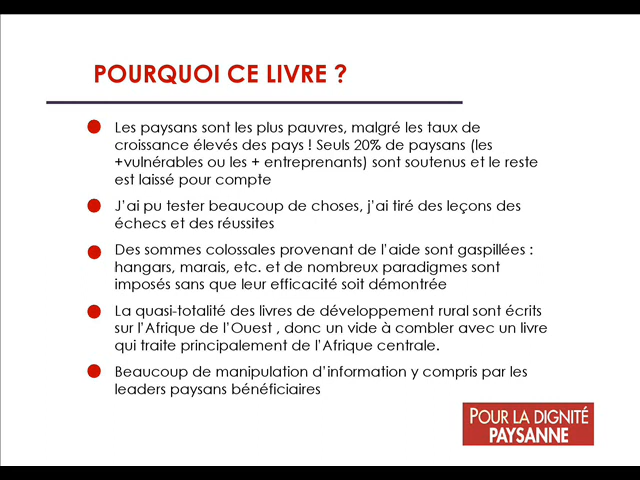 POURQUOI CE LIVRE ?
Les paysans sont les plus pauvres, malgré les taux de
croissance élevés des pays ! Seuls 20% de paysans (les
+vulnérables ou les + entreprenants) sont soutenus et le reste
est laissé pour compte
J'ai pu tester beaucoup de choses, j'ai tiré des leçons des
échecs et des réussites
Des sommes colossales provenant de l'aide sont gaspillées :
hangars, marais, etc. et de nombreux paradigmes sont
imposés sans que leur efficacité soit démontrée
La quasi-totalité des livres de développement rural sont écrits
sur l'Afrique de l'Ouest , donc un vide à combler avec un livre
qui traite principalement de l'Afrique centrale.
Beaucoup de manipulation d'information y compris par les
leaders paysans bénéficiaires
POUR LA DIGNITÉ
PAYSANNE